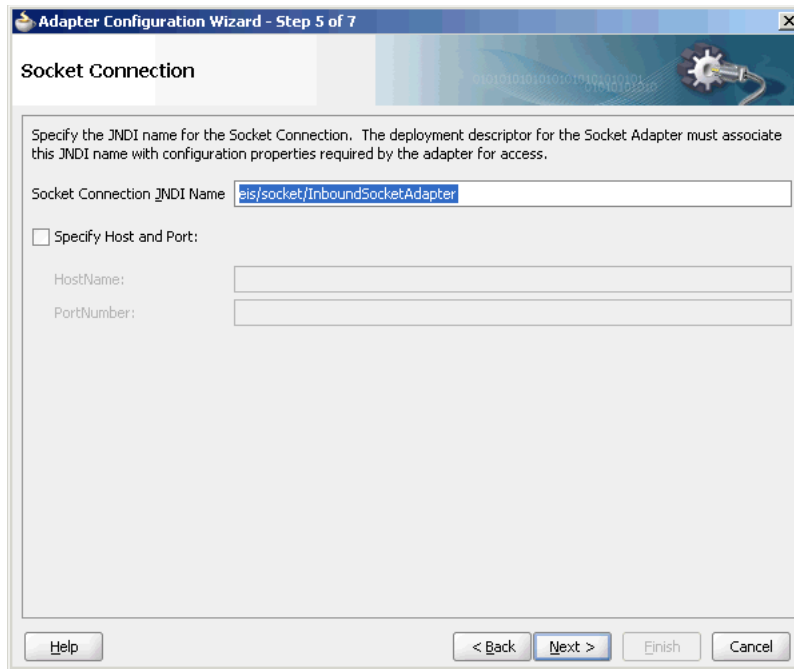 Adapter Configuration Wizard - Step 5 of 7
Socket Connection
Specify the JNDI name for the Socket Connection. The deployment descriptor for the Socket Adapter must associate
this JNDI name with configuration properties required by the adapter for access.
Socket Connection JNDI Name eis/socket/InboundSocketAdapter
Specify Host and Port:
HostName:
PortNumber:
Help < Back Next > Finish Cancel